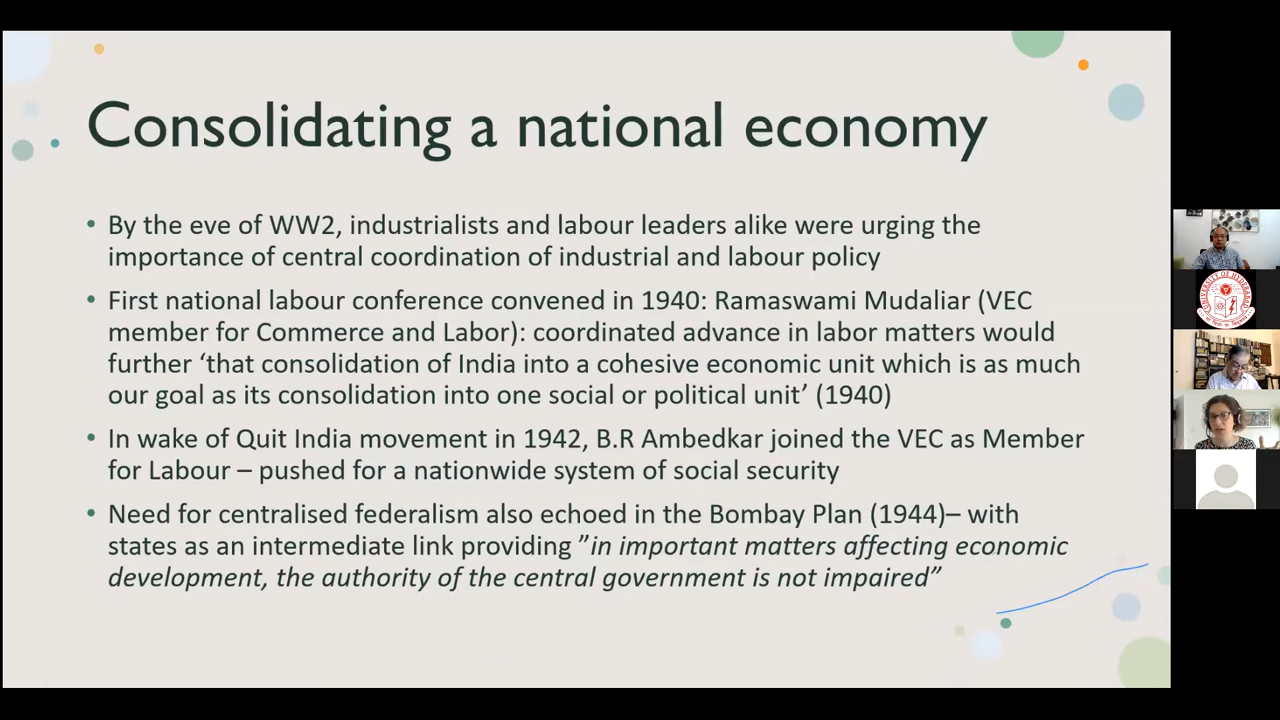 Consolidating a national economy
• By the eve of WW2, industrialists and labour leaders alike were urging the
importance of central coordination of industrial and labour policy
• First national labour conference convened in 1940: Ramaswami Mudaliar (VEC
member for Commerce and Labor): coordinated advance in labor matters would
further ‘that consolidation of India into a cohesive economic unit which is as much
our goal as its consolidation into one social or political unit’ (1940)
• In wake of Quit India movement in 1942, B.R Ambedkar joined the VEC as Member
for Labour – pushed for a nationwide system of social security
• Need for centralised federalism also echoed in the Bombay Plan (1944)– with
states as an intermediate link providing ”in important matters affecting economic
development, the authority of the central government is not impaired”
UNIVERSITY OF HYDERABAD